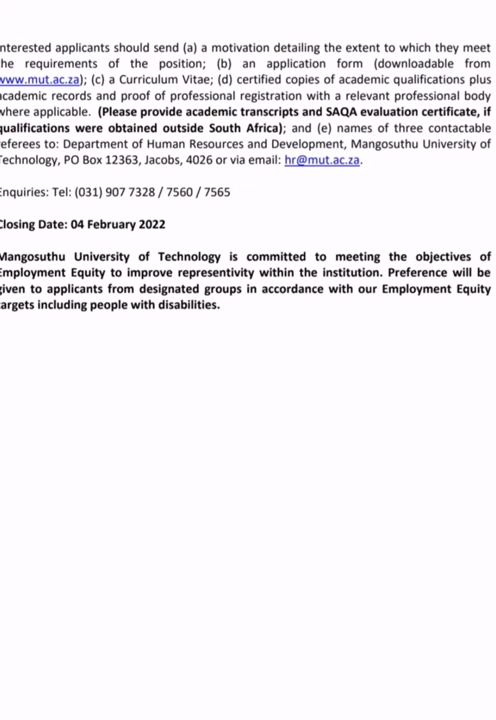 nterested applicants should send (a) a motivation detailing the extent to which they meet
the requirements of the position; (b) an application form (downloadable from
www.mut.ac.za); (c) a Curriculum Vitae; (d) certified copies of academic qualifications plus
academic records and proof of professional registration with a relevant professional body
where applicable. (Please provide academic transcripts and SAQA evaluation certificate, if
qualifications were obtained outside South Africa); and (e) names of three contactable
referees to: Department of Human Resources and Development, Mangosuthu University of
Technology, PO Box 12363, Jacobs, 4026 or via email: hr@mut.ac.za.
Enquiries: Tel: (031) 907 7328 / 7560 / 7565
Closing Date: 04 February 2022
Mangosuthu University of Technology is committed to meeting the objectives of
Employment Equity to improve representivity within the institution. Preference will be
given to applicants from designated groups in accordance with our Employment Equity
targets including people with disabilities.